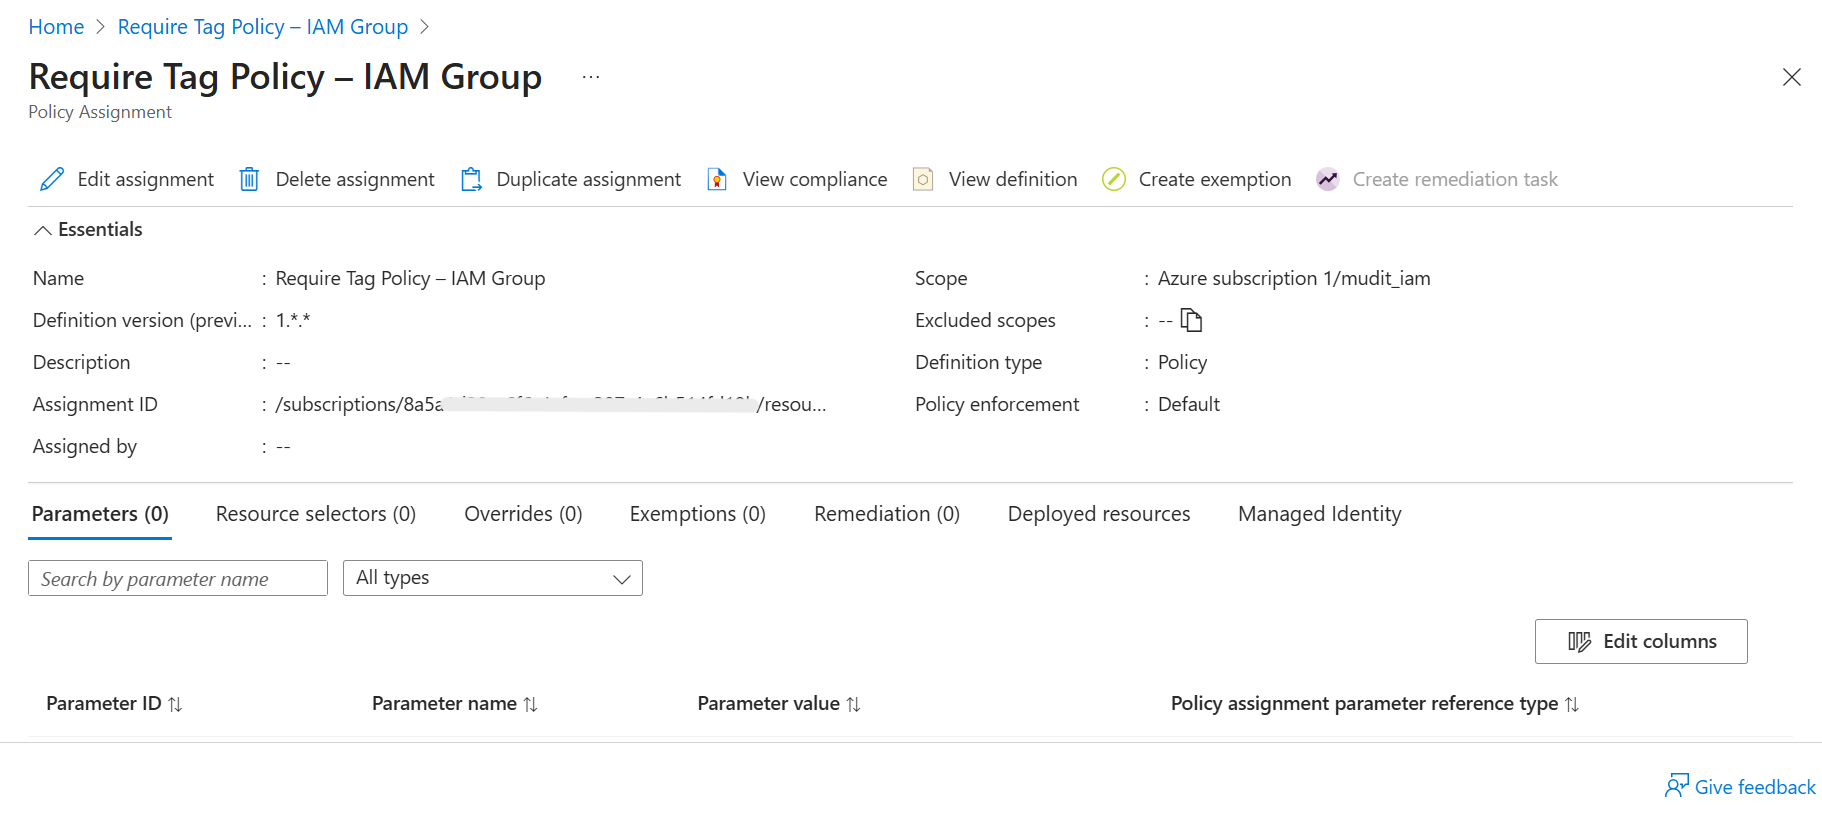 Home > Require Tag Policy – IAM Group >
Require Tag Policy – IAM Group ...
Policy Assignment
Edit assignment Delete assignment Duplicate assignment View compliance View definition Create exemption Create remediation task
Essentials
Name : Require Tag Policy – IAM Group
Scope : Azure subscription 1/mudit_iam
Definition version (previ... : 1.*.*
Excluded scopes : --
Description : --
Definition type : Policy
Assignment ID : /subscriptions/8a5a /resou...
Policy enforcement : Default
Assigned by : --
Parameters (0) Resource selectors (0) Overrides (0) Exemptions (0) Remediation (0) Deployed resources Managed Identity
Search by parameter name All types
Edit columns
Parameter ID Parameter name Parameter value Policy assignment parameter reference type
Give feedback